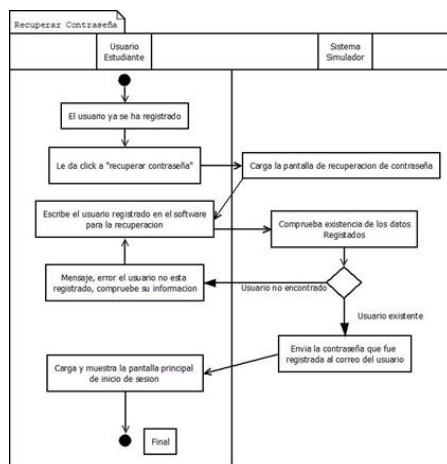 Recuperar Contraseña
Usuario
Estudiante
Sistema
Simulador
El usuario ya se ha registrado
Le da click a "recuperar contraseña"
Carga la pantalla de recuperacion de contraseña
Escribe el usuario registrado en el software
para la recuperacion
Comprueba existencia de los datos
Registados
Mensaje, error el usuario no esta
registrado, compruebe su informacion
Usuario no encontrado
Usuario existente
Envia la contraseña que fue
registrada al correo del usuario
Carga y muestra la pantalla principal
de inicio de sesion
Final